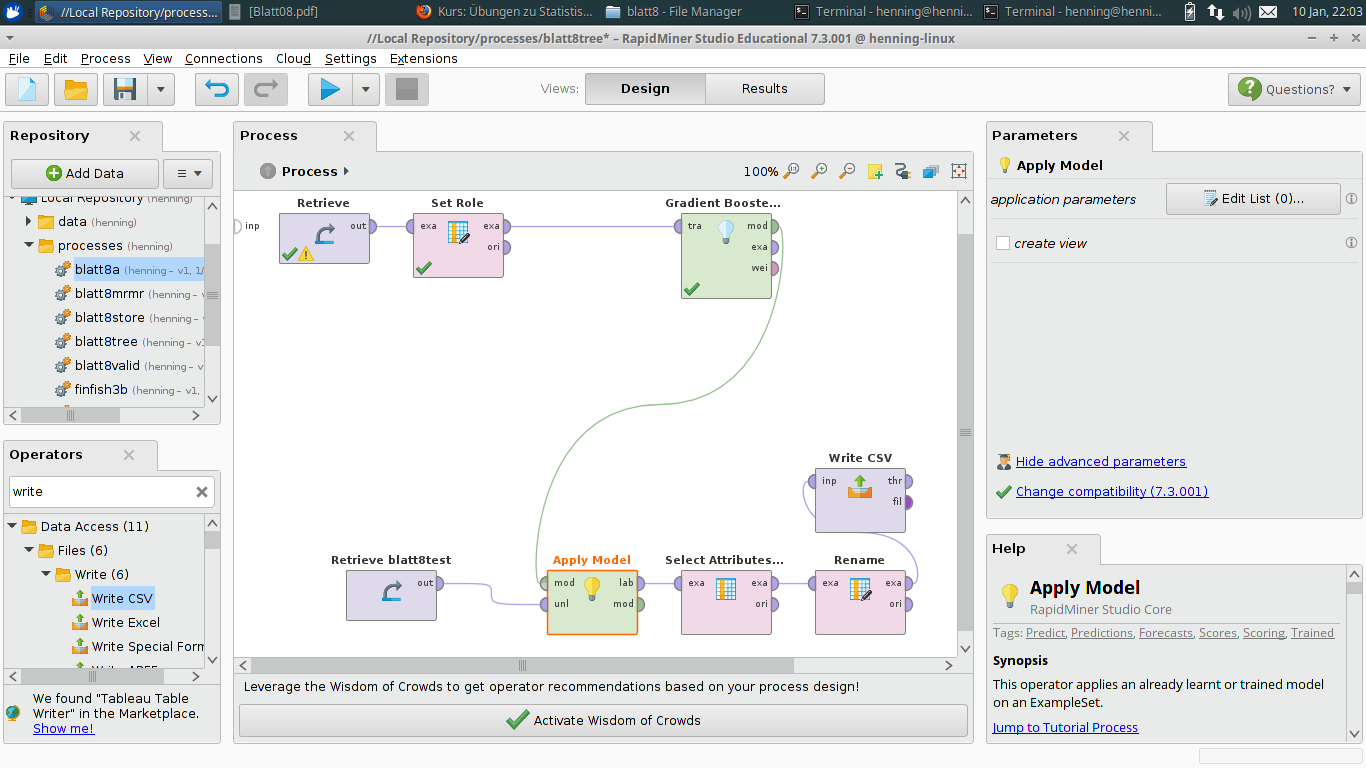 //Local Repository/process...
[Blatt08.pdf]
Kurs: Übungen zu Statistis...
blatt8 - File Manager
Terminal - henning@henni...
Terminal - henning@henni...
10 Jan, 22:03
//Local Repository/processes/blatt8tree* – RapidMiner Studio Educational 7.3.001 @ henning-linux
File Edit Process View Connections Cloud Settings Extensions
Views: Design Results
Questions?
Repository
Add Data
Local Repository (henning)
data (henning)
processes (henning)
blatt8a (henning – v1, 1/
blatt8mrmr (henning – v
blatt8store (henning –
blatt8tree (henning – v1
blatt8valid (henning – v
finfish3b (henning – v1,
Operators
write
Data Access (11)
Files (6)
Write (6)
Write CSV
Write Excel
Write Special Form
Write ARFF
We found "Tableau Table
Writer" in the Marketplace.
Show me!
Process
Process
100%
inp
Retrieve
out
Set Role
exa exa
ori
Gradient Booste...
tra mod
exa
wei
Write CSV
inp thr
fil
Retrieve blatt8test
out
Apply Model
mod lab
unl mod
Select Attributes...
exa exa
ori
Rename
exa exa
ori
Leverage the Wisdom of Crowds to get operator recommendations based on your process design!
Activate Wisdom of Crowds
Parameters
Apply Model
application parameters
Edit List (0)...
create view
Hide advanced parameters
Change compatibility (7.3.001)
Help
Apply Model
RapidMiner Studio Core
Tags: Predict, Predictions, Forecasts, Scores, Scoring, Trained
Synopsis
This operator applies an already learnt or trained model
on an ExampleSet.
Jump to Tutorial Process